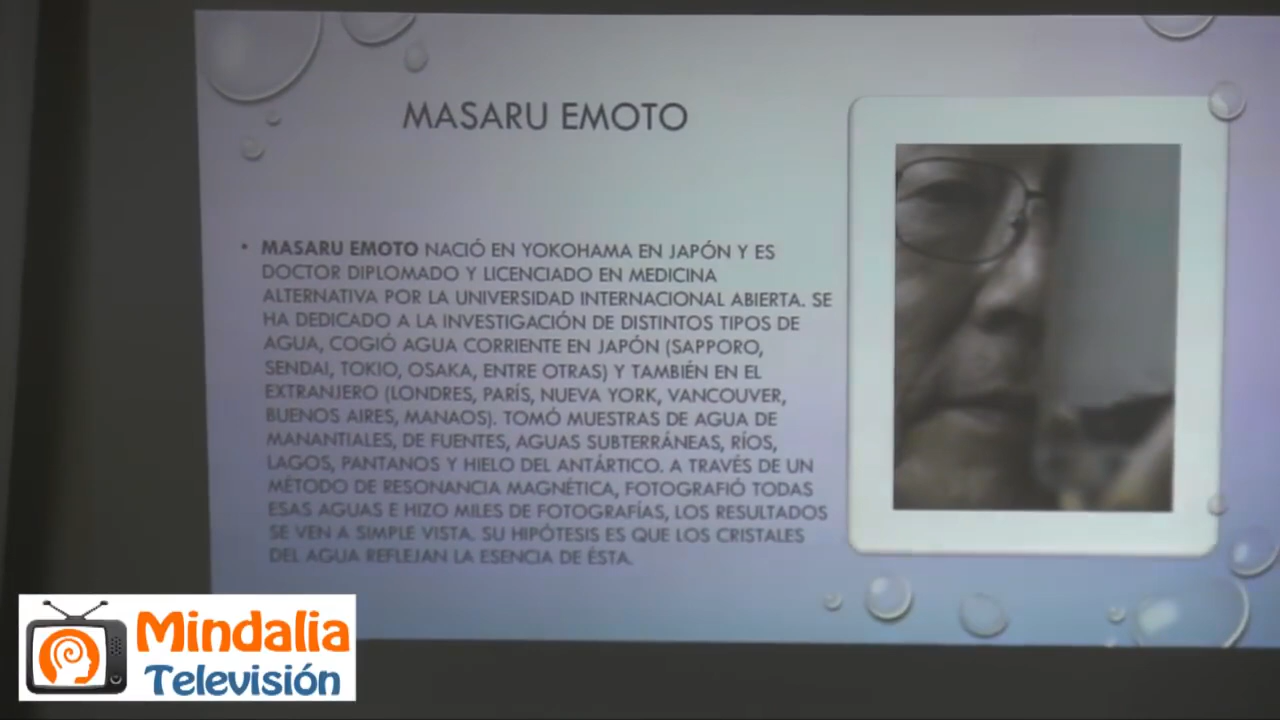 MASARU EMOTO
• MASARU EMOTO NACIÓ EN YOKOHAMA EN JAPÓN Y ES
DOCTOR DIPLOMADO Y LICENCIADO EN MEDICINA
ALTERNATIVA POR LA UNIVERSIDAD INTERNACIONAL ABIERTA. SE
HA DEDICADO A LA INVESTIGACIÓN DE DISTINTOS TIPOS DE
AGUA, COGIÓ AGUA CORRIENTE EN JAPÓN (SAPPORO,
SENDAI, TOKIO, OSAKA, ENTRE OTRAS) Y TAMBIÉN EN EL
EXTRANJERO (LONDRES, PARÍS, NUEVA YORK, VANCOUVER,
BUENOS AIRES, MANAOS). TOMÓ MUESTRAS DE AGUA DE
MANANTIALES, DE FUENTES, AGUAS SUBTERRÁNEAS, RÍOS,
LAGOS, PANTANOS Y HIELO DEL ANTÁRTICO. A TRAVÉS DE UN
MÉTODO DE RESONANCIA MAGNÉTICA, FOTOGRAFIÓ TODAS
ESAS AGUAS E HIZO MILES DE FOTOGRAFÍAS, LOS RESULTADOS
SE VEN A SIMPLE VISTA. SU HIPÓTESIS ES QUE LOS CRISTALES
DEL AGUA REFLEJAN LA ESENCIA DE ÉSTA.
Mindalia
Televisión